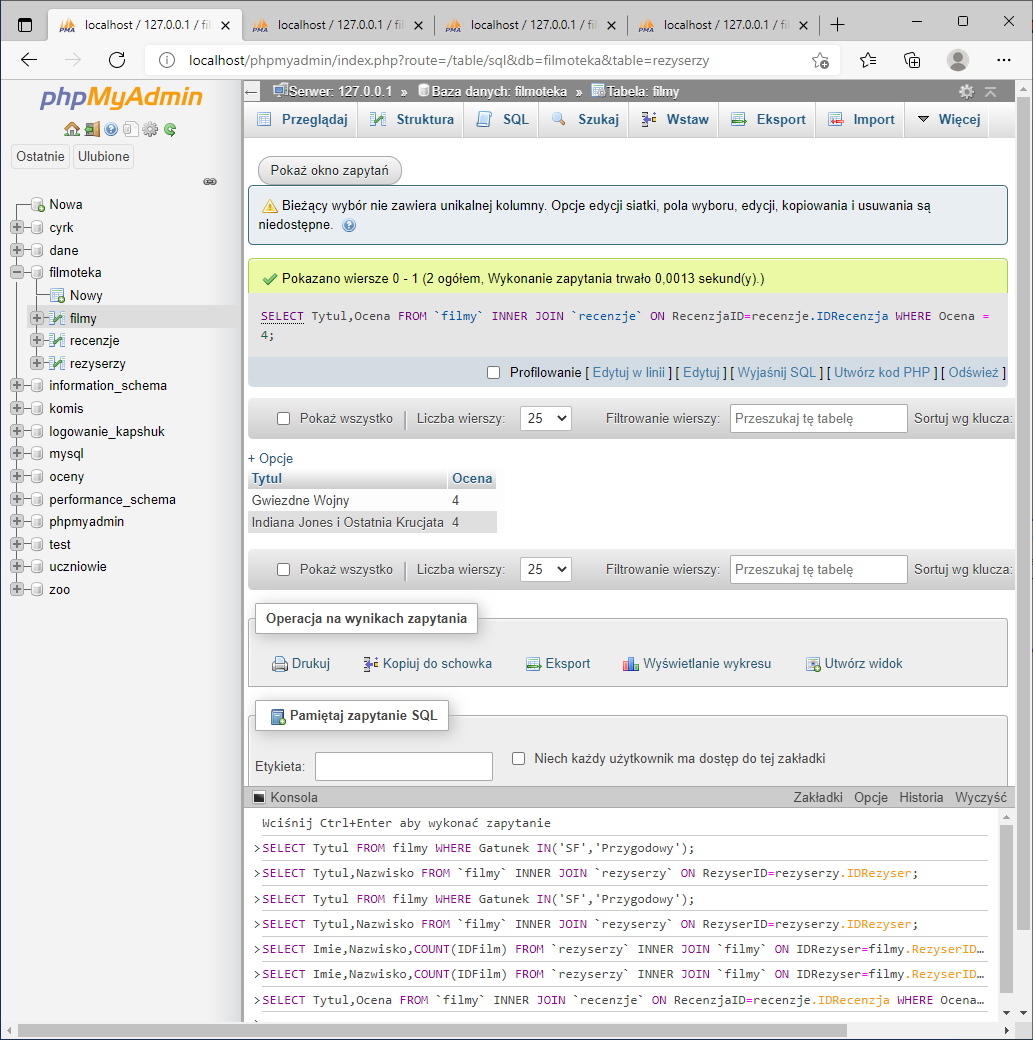 localhost / 127.0.0.1 / fil
localhost / 127.0.0.1 / fil
localhost / 127.0.0.1 / fil
localhost / 127.0.0.1 / fil
localhost/phpmyadmin/index.php?route=/table/sql&db=filmoteka&table=rezyserzy
phpMyAdmin
Ostatnie Ulubione
Nowa
cyrk
dane
filmoteka
Nowy
filmy
recenzje
rezyserzy
information_schema
komis
logowanie_kapshuk
mysql
oceny
performance_schema
phpmyadmin
test
uczniowie
zoo
Serwer: 127.0.0.1 » Baza danych: filmoteka » Tabela: filmy
Przeglądaj Struktura SQL Szukaj Wstaw Eksport Import Więcej
Pokaż okno zapytań
Bieżący wybór nie zawiera unikalnej kolumny. Opcje edycji siatki, pola wyboru, edycji, kopiowania i usuwania są
niedostępne.
Pokazano wiersze 0 - 1 (2 ogółem, Wykonanie zapytania trwało 0,0013 sekund(y).)
SELECT Tytul,Ocena FROM `filmy` INNER JOIN `recenzje` ON RecenzjaID=recenzje.IDRecenzja WHERE Ocena =
4;
Profilowanie [ Edytuj w linii ] [ Edytuj ] [ Wyjaśnij SQL ] [ Utwórz kod PHP ] [ Odśwież ]
Pokaż wszystko | Liczba wierszy: 25 Filtrowanie wierszy: Przeszukaj tę tabelę Sortuj wg klucza:
+ Opcje
Tytul Ocena
Gwiezdne Wojny 4
Indiana Jones i Ostatnia Krucjata 4
Pokaż wszystko | Liczba wierszy: 25 Filtrowanie wierszy: Przeszukaj tę tabelę Sortuj wg klucza:
Operacja na wynikach zapytania
Drukuj Kopiuj do schowka Eksport Wyświetlanie wykresu Utwórz widok
Pamiętaj zapytanie SQL
Etykieta: Niech każdy użytkownik ma dostęp do tej zakładki
Konsola Zakładki Opcje Historia Wyczyść
Wciśnij Ctrl+Enter aby wykonać zapytanie
>SELECT Tytul FROM filmy WHERE Gatunek IN('SF','Przygodowy');
>SELECT Tytul,Nazwisko FROM `filmy` INNER JOIN `rezyserzy` ON RezyserID=rezyserzy.IDRezyser;
>SELECT Tytul FROM filmy WHERE Gatunek IN('SF','Przygodowy');
>SELECT Tytul,Nazwisko FROM `filmy` INNER JOIN `rezyserzy` ON RezyserID=rezyserzy.IDRezyser;
>SELECT Imie,Nazwisko,COUNT(IDFilm) FROM `rezyserzy` INNER JOIN `filmy` ON IDRezyser=filmy.RezyserID…
>SELECT Imie,Nazwisko,COUNT(IDFilm) FROM `rezyserzy` INNER JOIN `filmy` ON IDRezyser=filmy.RezyserID…
>SELECT Tytul,Ocena FROM `filmy` INNER JOIN `recenzje` ON RecenzjaID=recenzje.IDRecenzja WHERE Ocena…
>